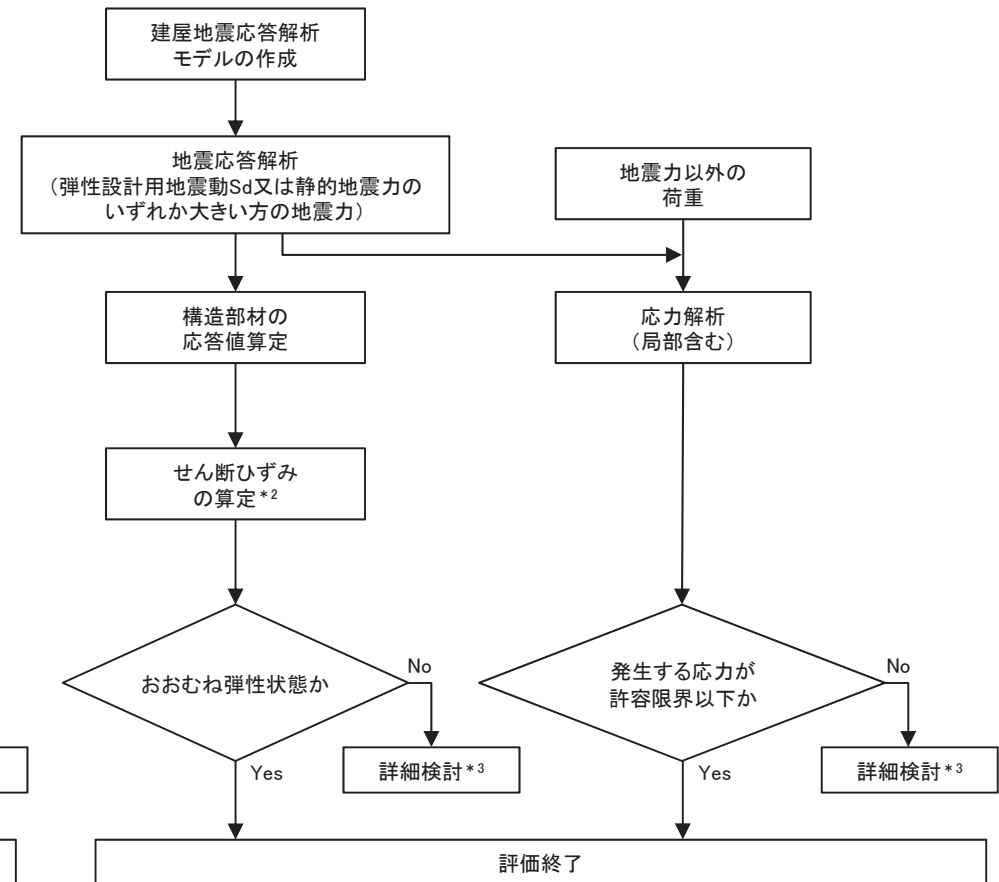 建屋地震応答解析
モデルの作成
地震応答解析
（弾性設計用地震動Sd又は静的地震力の
いずれか大きい方の地震力）
地震力以外の
荷重
構造部材の
応答値算定
応力解析
（局部含む）
せん断ひずみ
の算定*2
おおむね弾性状態か
No
発生する応力が
許容限界以下か
No
Yes
詳細検討*3
Yes
詳細検討*3
評価終了